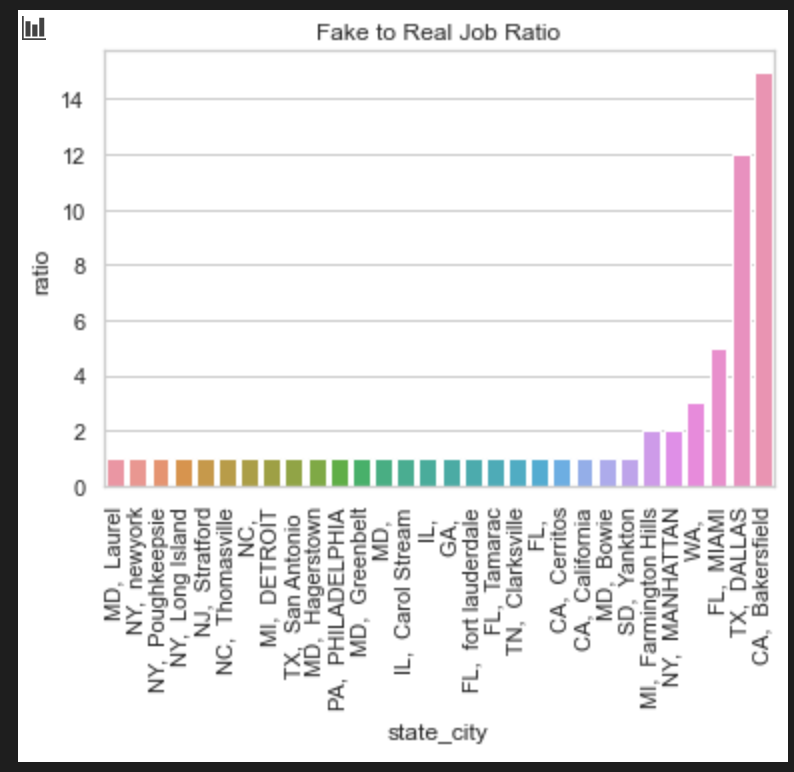 Fake to Real Job Ratio
14
12
10
8
6
4
2
0
ratio
MD, Laurel
NY, newyork
NY, Poughkeepsie
NY, Long Island
NJ, Stratford
NC, Thomasville
NC,
MI, DETROIT
TX, San Antonio
MD, Hagerstown
PA, PHILADELPHIA
MD, Greenbelt
MD,
IL, Carol Stream
IL,
GA,
FL, fort lauderdale
FL, Tamarac
TN, Clarksville
FL,
CA, Cerritos
CA, California
MD, Bowie
SD, Yankton
MI, Farmington Hills
NY, MANHATTAN
WA,
FL, MIAMI
TX, DALLAS
CA, Bakersfield
state_city